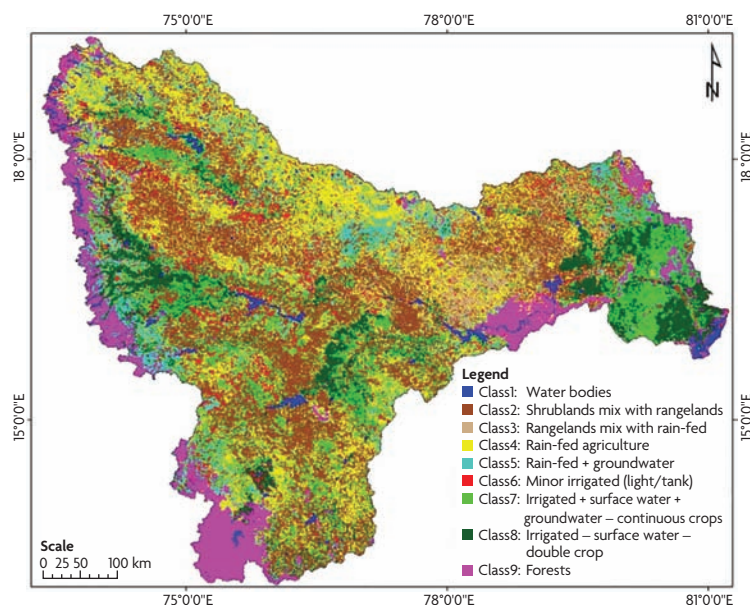 75°0'0"E 78°0'0"E 81°0'0"E
N
18°0'0"E 18°0'0"E
15°0'0"E 15°0'0"E
Legend
Class1: Water bodies
Class2: Shrublands mix with rangelands
Class3: Rangelands mix with rain-fed
Class4: Rain-fed agriculture
Class5: Rain-fed + groundwater
Class6: Minor irrigated (light/tank)
Class7: Irrigated + surface water +
groundwater – continuous crops
Class8: Irrigated – surface water –
double crop
Class9: Forests
Scale
0 25 50 100 km
75°0'0"E 78°0'0"E 81°0'0"E